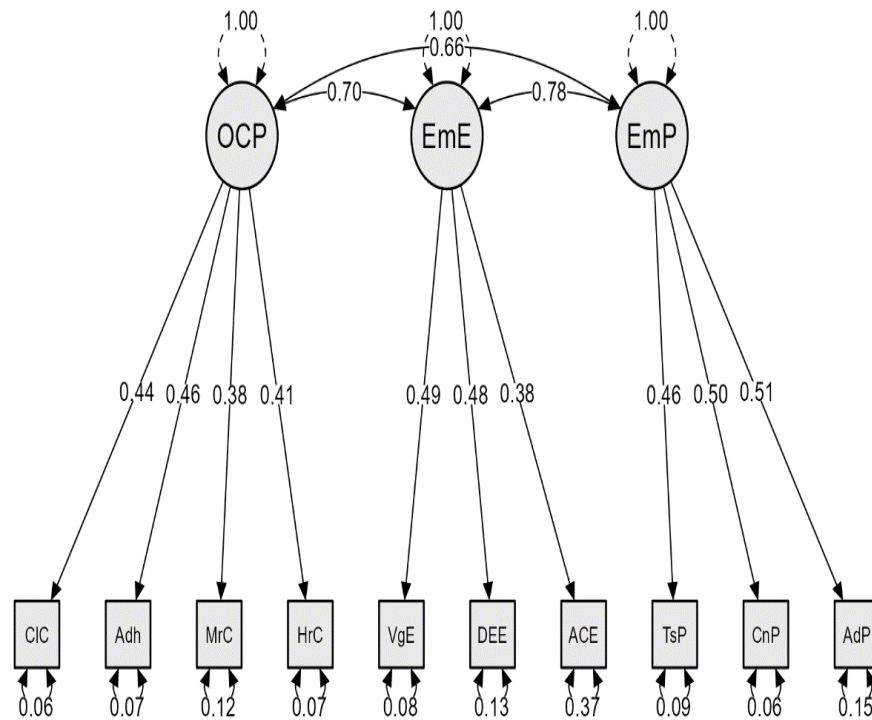 1.00 1.00 1.00
0.66
0.70 0.78
OCP EmE EmP
0.44 0.46 0.38 0.41 0.49 0.48 0.38 0.46 0.50 0.51
ClC Adh MrC HrC VgE DEE ACE TsP CnP AdP
0.06 0.07 0.12 0.07 0.08 0.13 0.37 0.09 0.06 0.15